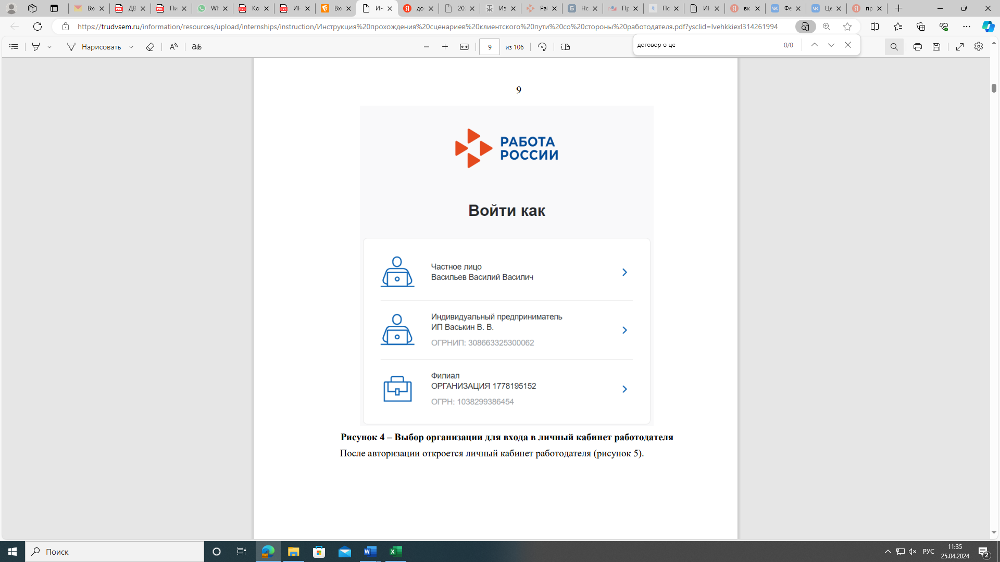 Вхо
ДВ
Пи
Wh
Ко
ИН
Вхо
Ин
до
20
Из
Ра
Но
Пр
По
ИН
вк
Фе
Це
пр
https://trudvsem.ru/information/resources/upload/internships/instruction/Инструкция%20прохождения%20сценариев%20клиентского%20пути%20со%20стороны%20работодателя.pdf?ysclid=lvehkkiexl314261994
Нарисовать
9
из 106
договор о це
0/0
9
РАБОТА
РОССИИ
Войти как
Частное лицо
Васильев Василий Василич
Индивидуальный предприниматель
ИП Васькин В. В.
ОГРНИП: 308663325300062
Филиал
ОРГАНИЗАЦИЯ 1778195152
ОГРН: 1038299386454
Рисунок 4 – Выбор организации для входа в личный кабинет работодателя
После авторизации откроется личный кабинет работодателя (рисунок 5).
Поиск
РУС
11:35
25.04.2024
2